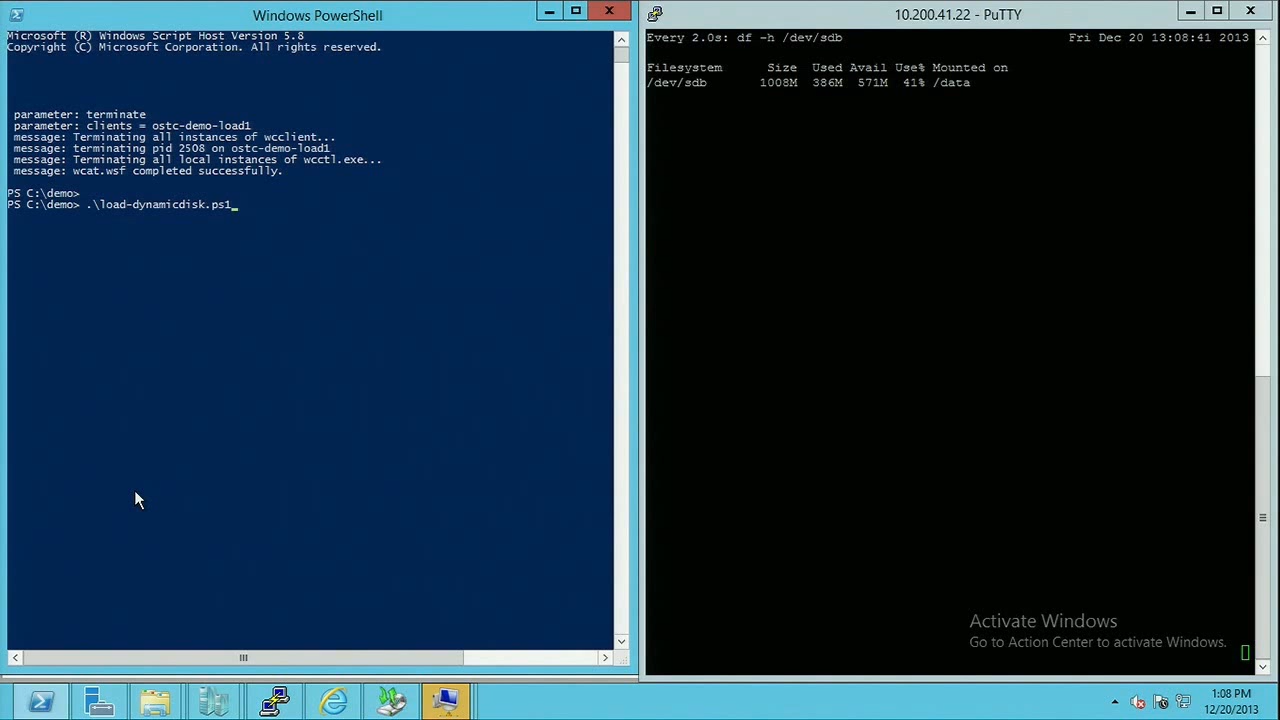 Windows PowerShell
Microsoft (R) Windows Script Host Version 5.8
Copyright (C) Microsoft Corporation. All rights reserved.
parameter: terminate
parameter: clients = ostc-demo-load1
message: Terminating all instances of wcclient...
message: terminating pid 2508 on ostc-demo-load1
message: Terminating all local instances of wcctl.exe...
message: wcat.wsf completed successfully.
PS C:\demo>
PS C:\demo> .\load-dynamicdisk.ps1
10.200.41.22 - PuTTY
Every 2.0s: df -h /dev/sdb Fri Dec 20 13:08:41 2013
Filesystem Size Used Avail Use% Mounted on
/dev/sdb 1008M 386M 571M 41% /data
Activate Windows
Go to Action Center to activate Windows.
1:08 PM
12/20/2013